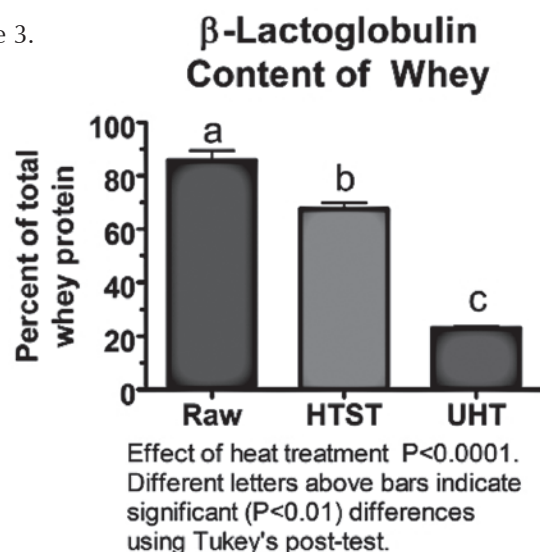 e 3.
β-Lactoglobulin
Content of Whey
Percent of total
whey protein
100
80
60
40
20
0
a
b
c
Raw HTST UHT
Effect of heat treatment P<0.0001.
Different letters above bars indicate
significant (P<0.01) differences
using Tukey's post-test.